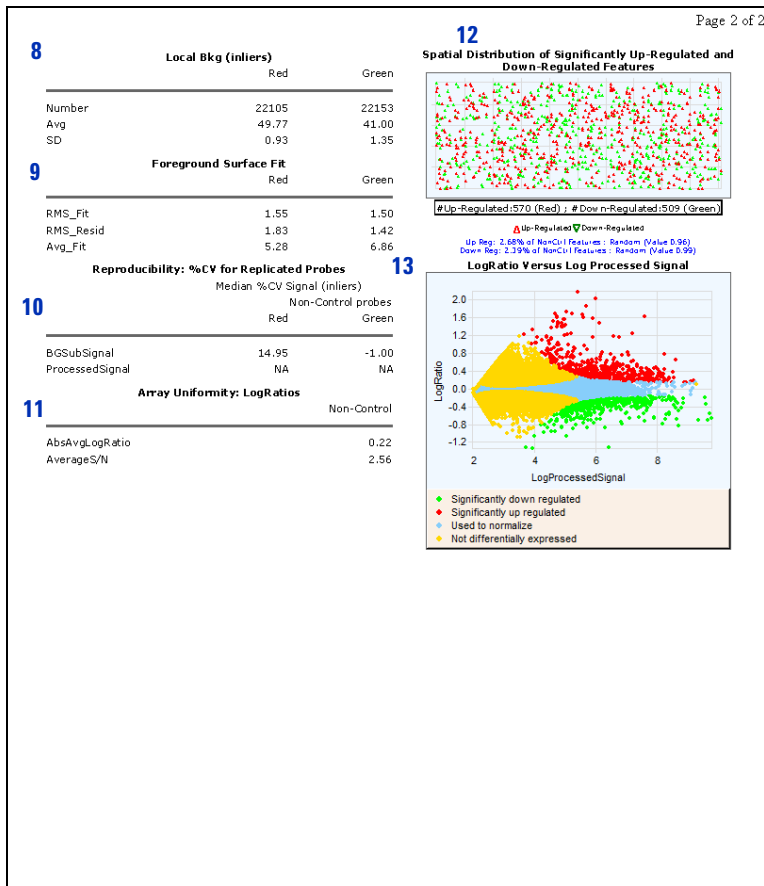 Page 2 of 2
8
Local Bkg (inliers)
Red Green
Number 22105 22153
Avg 49.77 41.00
SD 0.93 1.35
9
Foreground Surface Fit
Red Green
RMS_Fit 1.55 1.50
RMS_Resid 1.83 1.42
Avg_Fit 5.28 6.86
10
Reproducibility: %CV for Replicated Probes
Median %CV Signal (inliers)
Non-Control probes
Red Green
BGSubSignal 14.95 -1.00
ProcessedSignal NA NA
11
Array Uniformity: LogRatios
Non-Control
AbsAvgLogRatio 0.22
AverageS/N 2.56
12
Spatial Distribution of Significantly Up-Regulated and
Down-Regulated Features
#Up-Regulated:570 (Red) ; #Down-Regulated:509 (Green)
Up-Regulated Down-Regulated
Up Reg: 2.68% of NonCtrl Features : Random (Value 0.96)
Down Reg: 2.39% of NonCtrl Features : Random (Value 0.99)
13
LogRatio Versus Log Processed Signal
2.0
1.6
1.2
0.8
0.4
0.0
-0.4
-0.8
-1.2
LogRatio
2 4 6 8
LogProcessedSignal
Significantly down regulated
Significantly up regulated
Used to normalize
Not differentially expressed